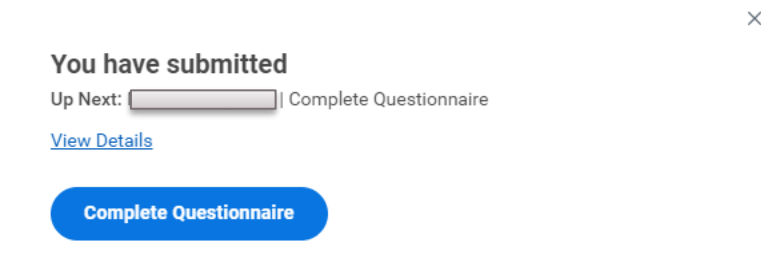 You have submitted
Up Next: | Complete Questionnaire
View Details
Complete Questionnaire